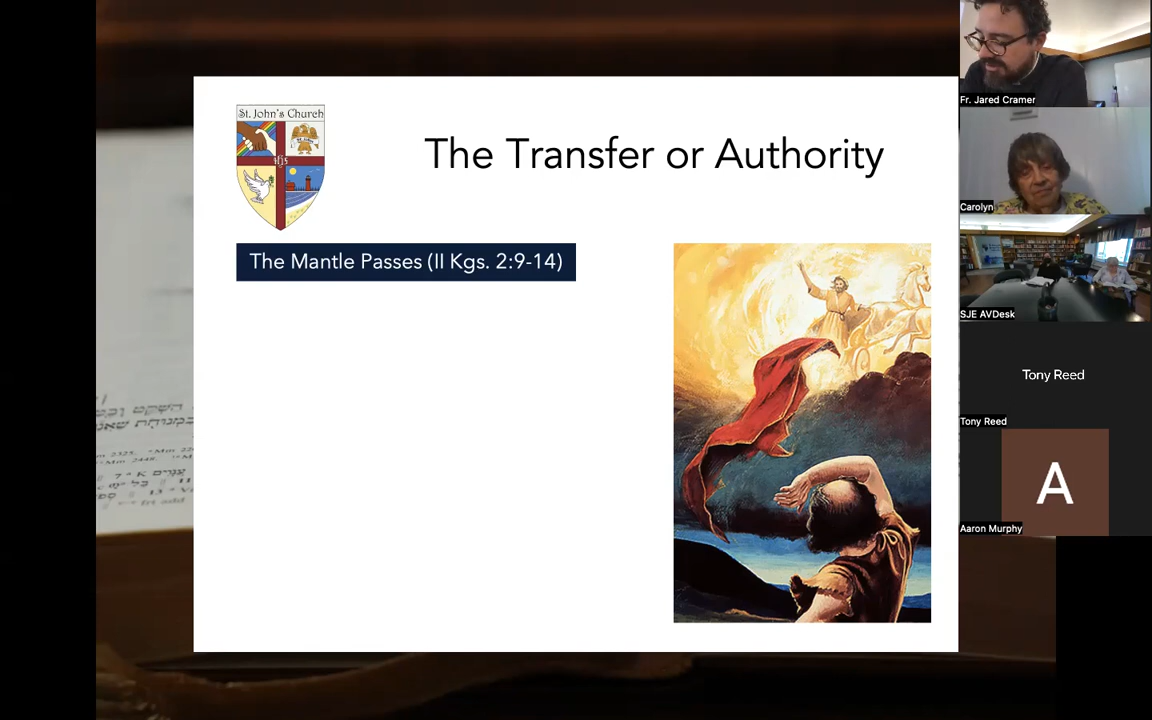 St. John's Church
The Transfer or Authority
The Mantle Passes (II Kgs. 2:9-14)
Fr. Jared Cramer
Carolyn
SJE AVDesk
Tony Reed
Tony Reed
A
Aaron Murphy